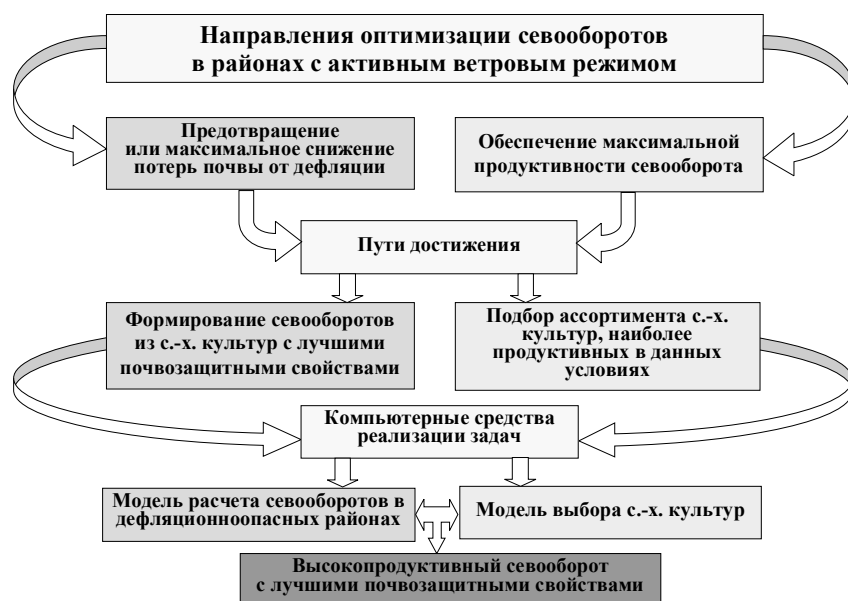 Направления оптимизации севооборотов
в районах с активным ветровым режимом
Предотвращение
или максимальное снижение
потерь почвы от дефляции
Обеспечение максимальной
продуктивности севооборота
Пути достижения
Формирование севооборотов
из с.-х. культур с лучшими
почвозащитными свойствами
Подбор ассортимента с.-х.
культур, наиболее
продуктивных в данных
условиях
Компьютерные средства
реализации задач
Модель расчета севооборотов в
дефляционноопасных районах
Модель выбора с.-х. культур
Высокопродуктивный севооборот
с лучшими почвозащитными свойствами